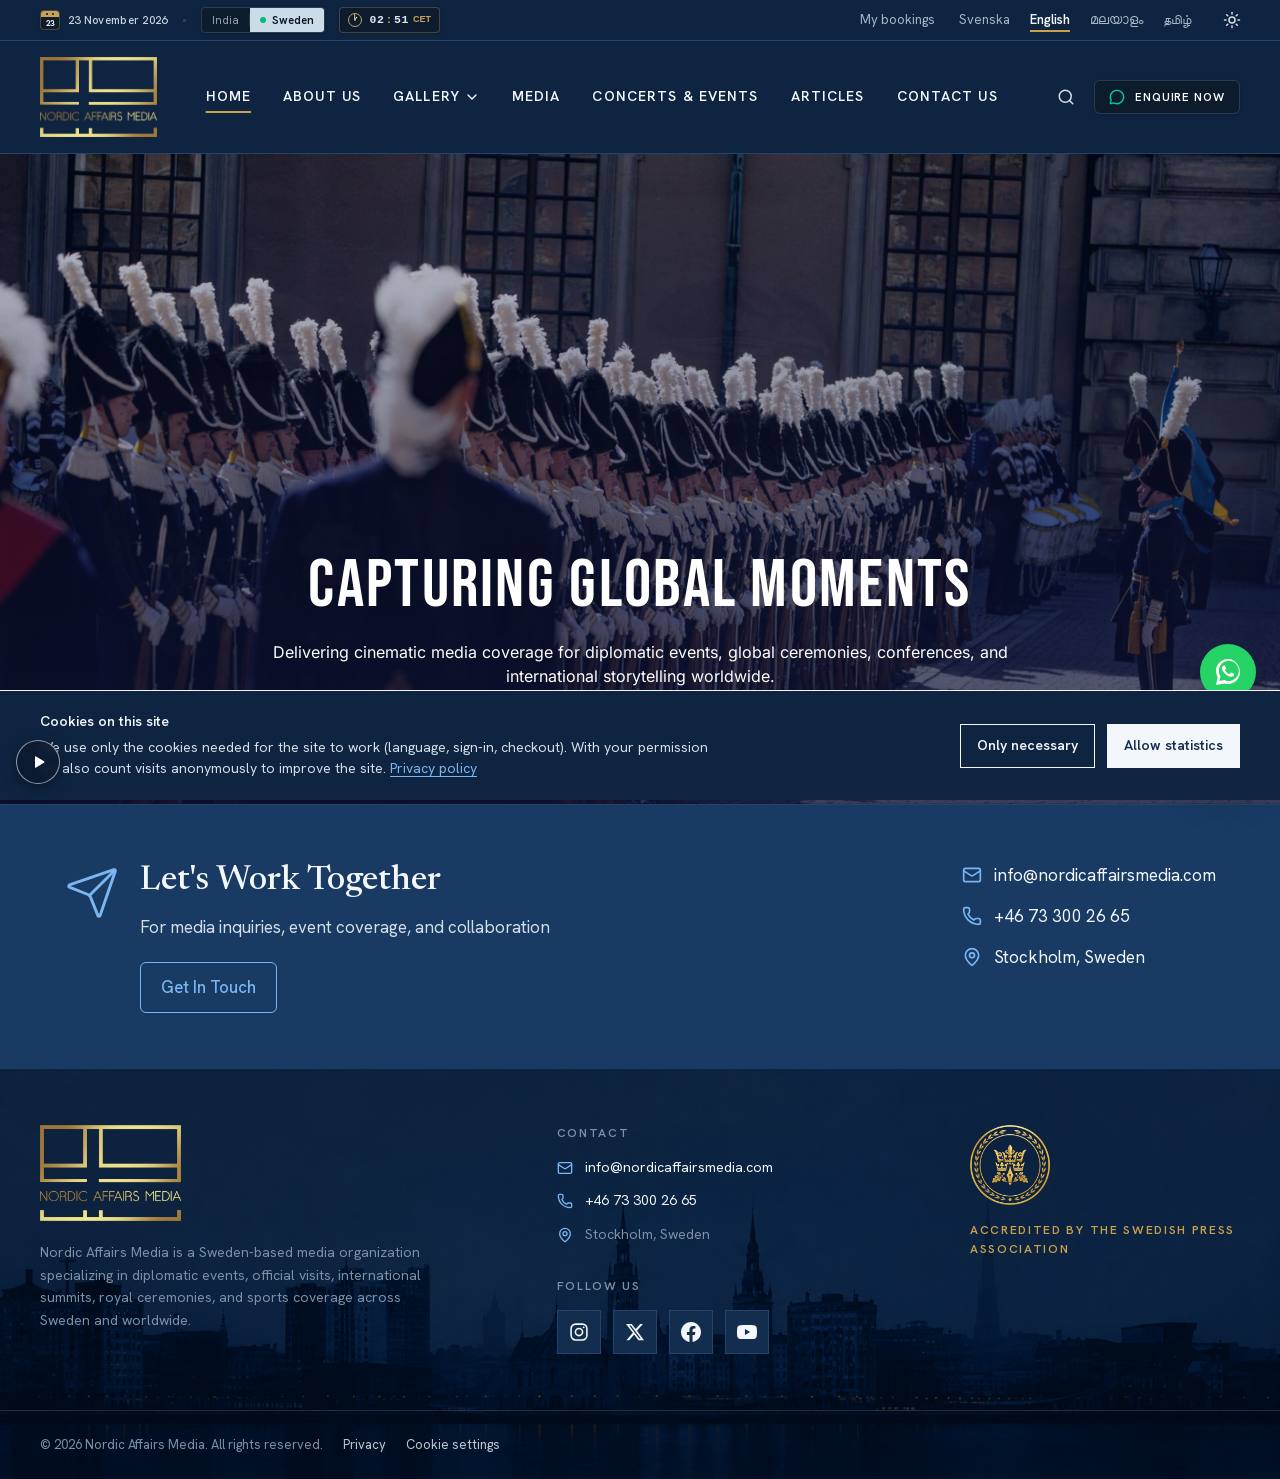 23
23 November 2026
India
Sweden
02:51 CET
My bookings
Svenska
English
മലയാളം
தமிழ்
NORDIC AFFAIRS MEDIA
HOME
ABOUT US
GALLERY
MEDIA
CONCERTS & EVENTS
ARTICLES
CONTACT US
ENQUIRE NOW
CAPTURING GLOBAL MOMENTS
Delivering cinematic media coverage for diplomatic events, global ceremonies, conferences, and
international storytelling worldwide.
Cookies on this site
use only the cookies needed for the site to work (language, sign-in, checkout). With your permission
also count visits anonymously to improve the site. Privacy policy
Only necessary
Allow statistics
Let's Work Together
For media inquiries, event coverage, and collaboration
Get In Touch
info@nordicaffairsmedia.com
+46 73 300 26 65
Stockholm, Sweden
NORDIC AFFAIRS MEDIA
Nordic Affairs Media is a Sweden-based media organization
specializing in diplomatic events, official visits, international
summits, royal ceremonies, and sports coverage across
Sweden and worldwide.
CONTACT
info@nordicaffairsmedia.com
+46 73 300 26 65
Stockholm, Sweden
FOLLOW US
ACCREDITED BY THE SWEDISH PRESS
ASSOCIATION
© 2026 Nordic Affairs Media. All rights reserved.
Privacy
Cookie settings